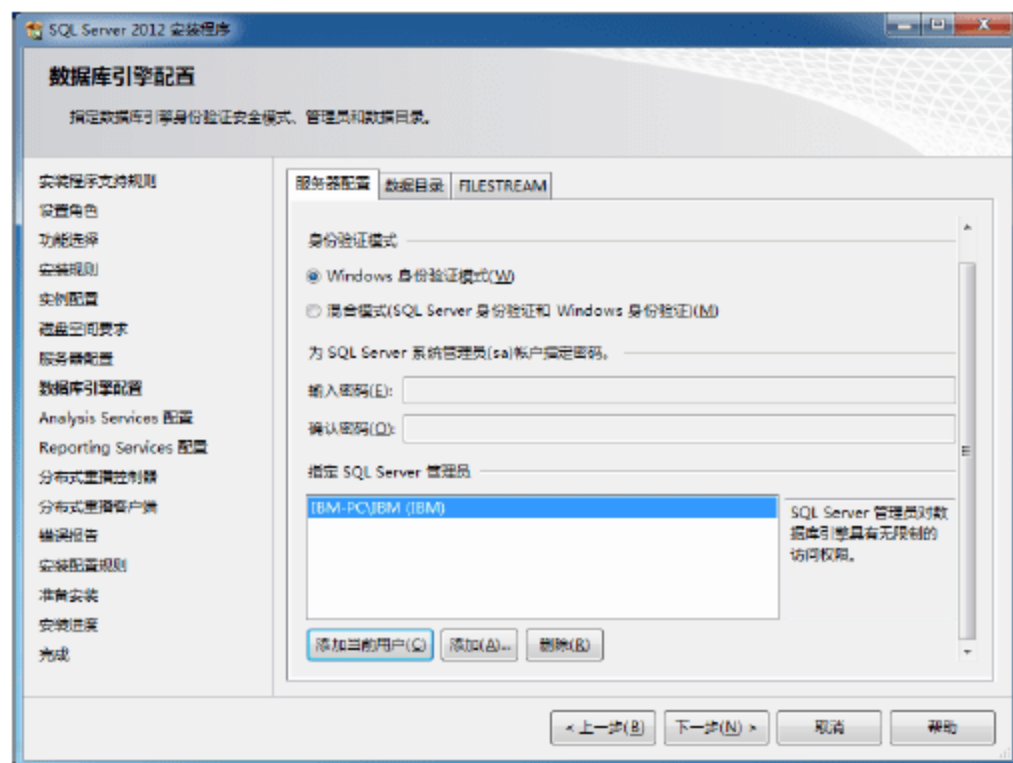 SQL Server 2012 安装程序
数据库引擎配置
指定数据库引擎身份验证安全模式、管理员和数据目录。
安装程序支持规则
设置角色
功能选择
安装规则
实例配置
磁盘空间要求
服务器配置
数据库引擎配置
Analysis Services 配置
Reporting Services 配置
分布式重播控制器
分布式重播客户端
错误报告
安装配置规则
准备安装
安装进度
完成
服务器配置 数据目录 FILESTREAM
身份验证模式
Windows 身份验证模式(W)
混合模式(SQL Server 身份验证和 Windows 身份验证)(M)
为 SQL Server 系统管理员(sa)帐户指定密码。
输入密码(E):
确认密码(O):
指定 SQL Server 管理员
IBM-PC\IBM (IBM)
SQL Server 管理员对数
据库引擎具有无限制的
访问权限。
添加当前用户(C) 添加(A)... 删除(R)
< 上一步(B) 下一步(N) > 取消 帮助